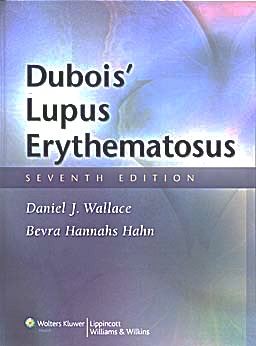 Dubois’
Lupus
Erythematosus
SEVENTH EDITION
Daniel J. Wallace
Bevra Hannahs Hahn
Wolters Kluwer
Health
Lippincott
Williams & Wilkins